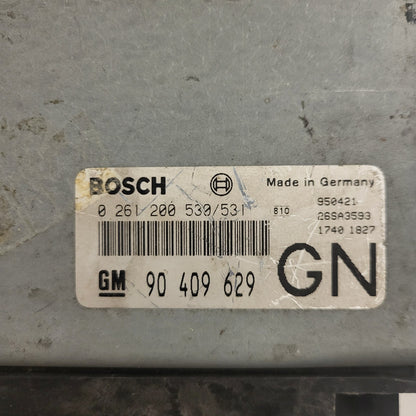 BOSCH
Made in Germany
0 261 200 530/531
810
950421
26SA3593
1740 1827
GM
90 409 629
GN